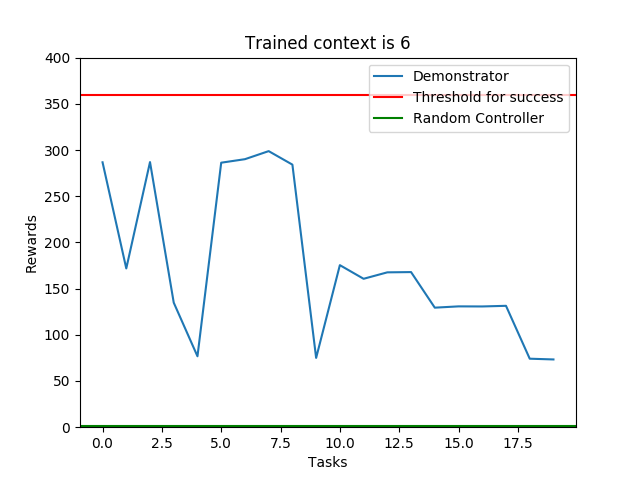 Trained context is 6
Demonstrator
Threshold for success
Random Controller
400
350
300
250
200
150
100
50
0
Rewards
0.0 2.5 5.0 7.5 10.0 12.5 15.0 17.5
Tasks